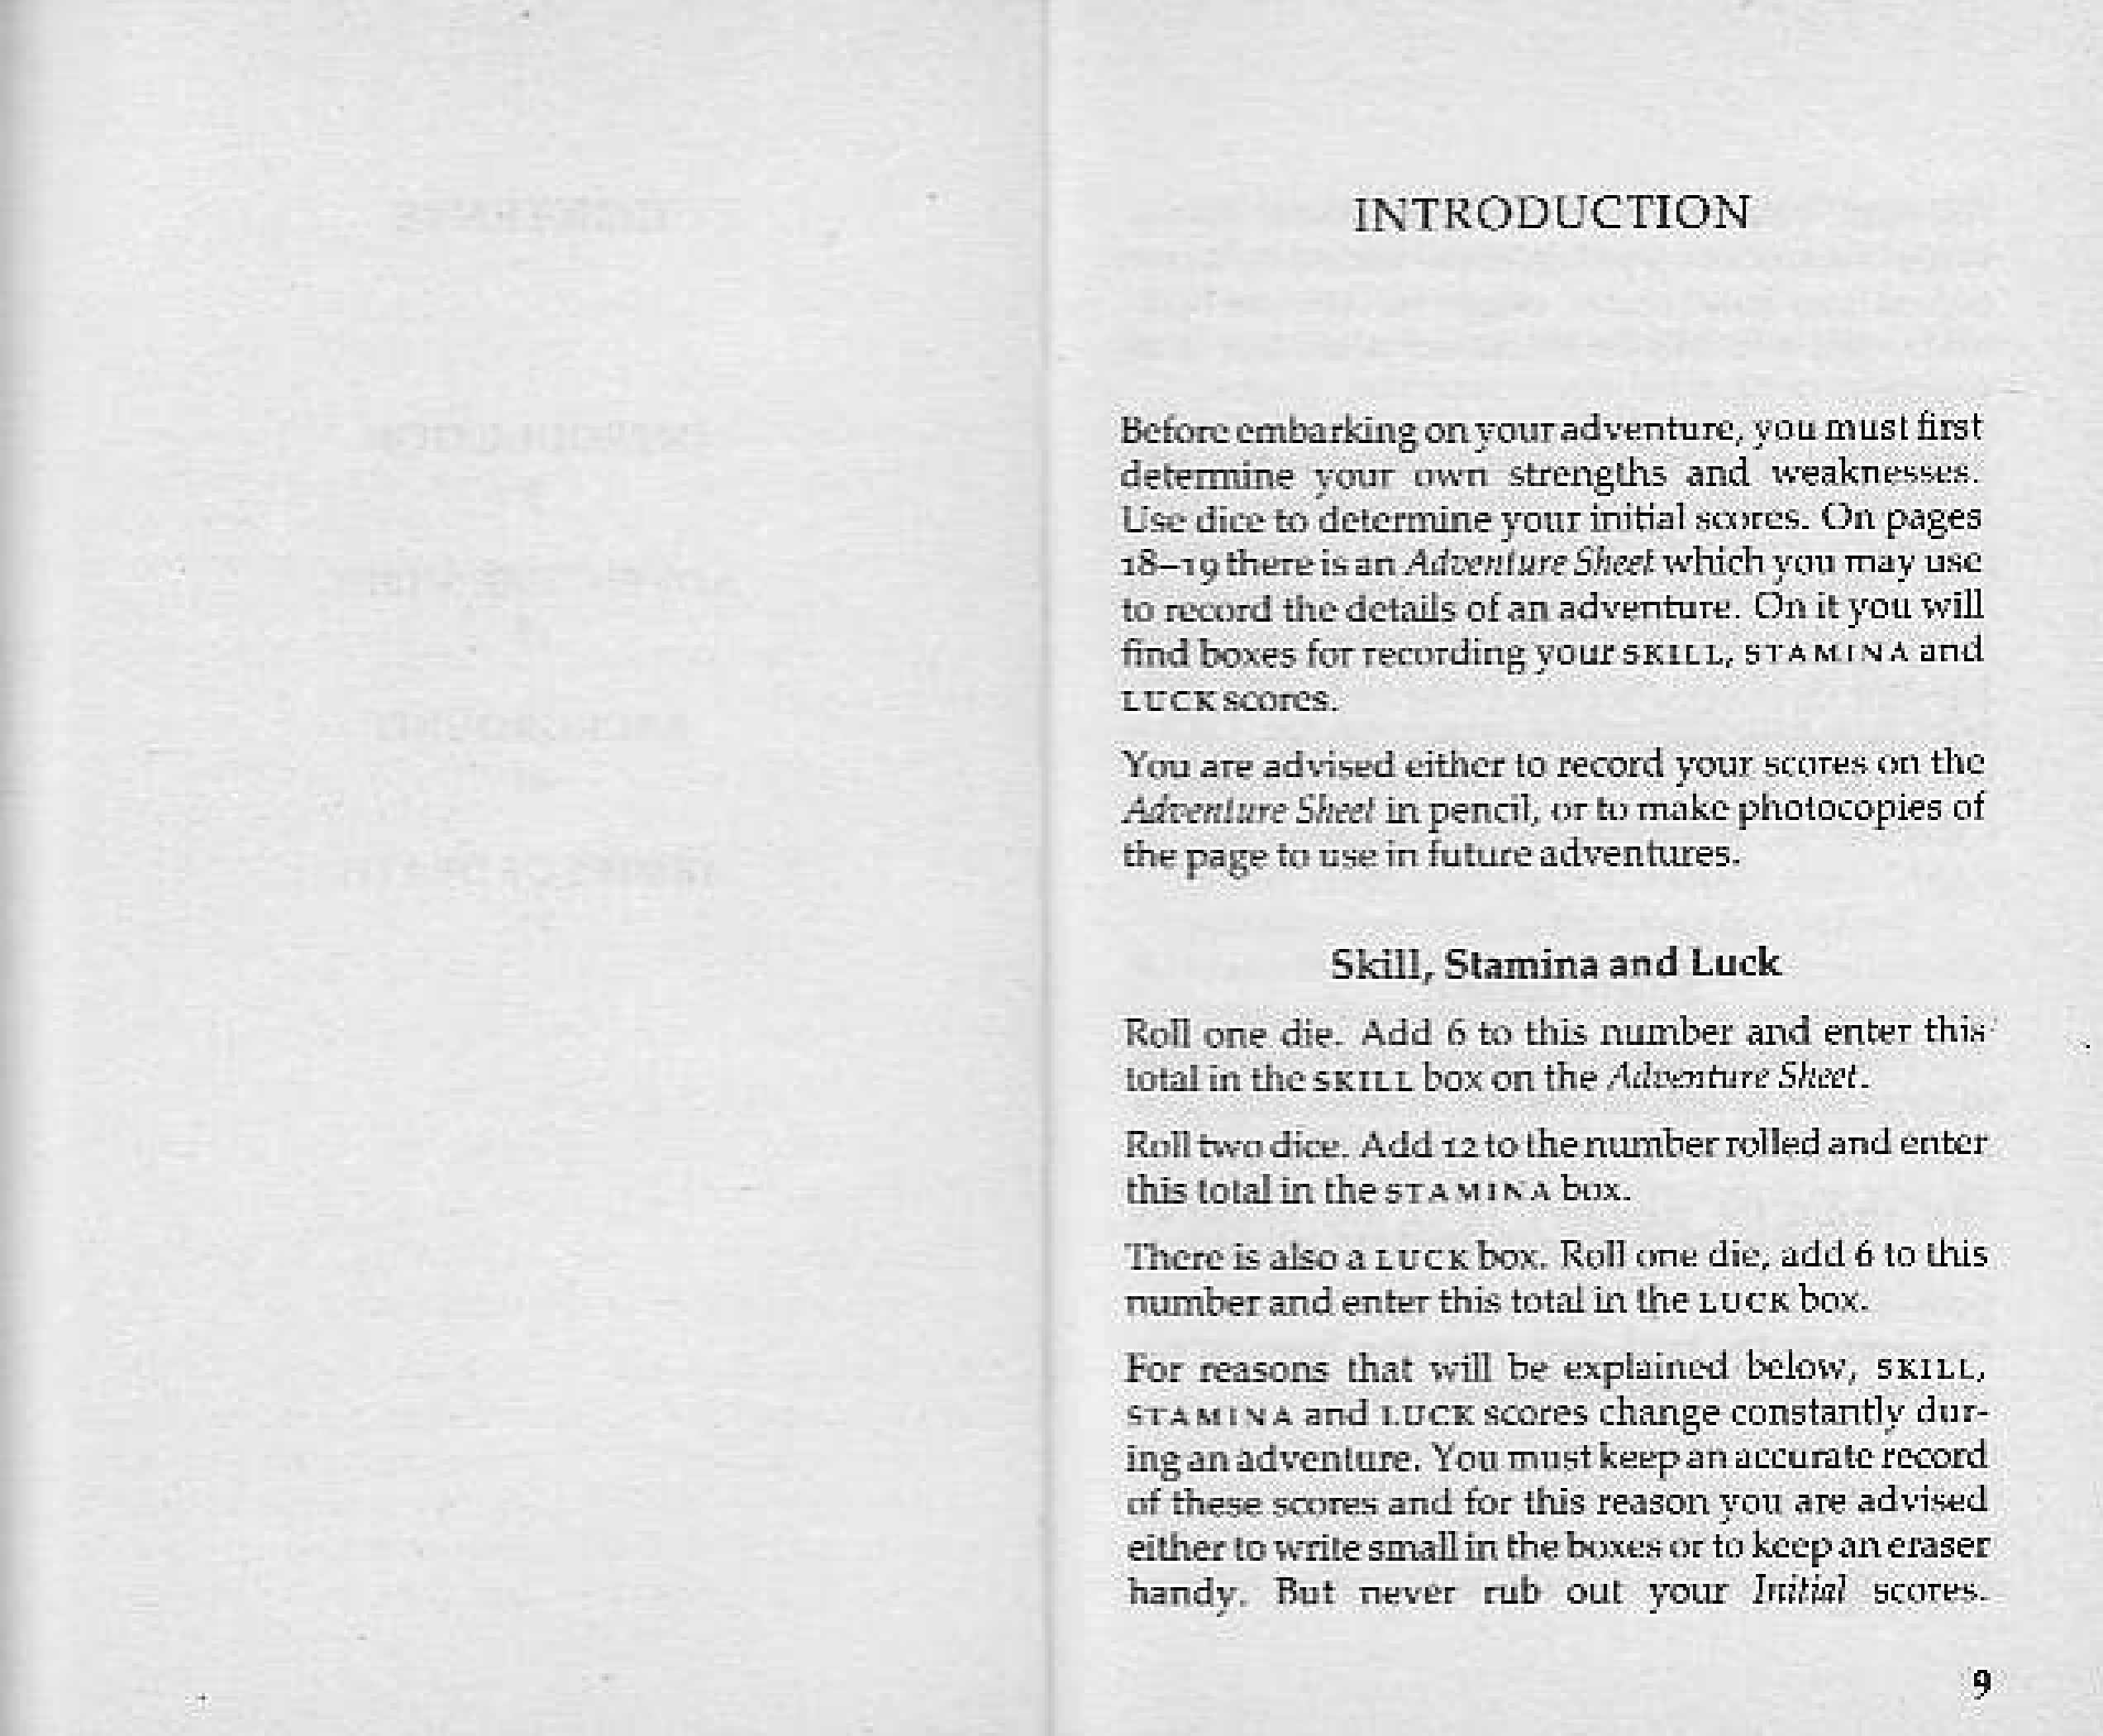 INTRODUCTION
Before embarking on your adventure, you must first
determine your own strengths and weaknesses.
Use dice to determine your initial scores. On pages
18–19 there is an Adventure Sheet which you may use
to record the details of an adventure. On it you will
find boxes for recording your SKILL, STAMINA and
LUCK scores.
You are advised either to record your scores on the
Adventure Sheet in pencil, or to make photocopies of
the page to use in future adventures.
Skill, Stamina and Luck
Roll one die. Add 6 to this number and enter this
total in the SKILL box on the Adventure Sheet.
Roll two dice. Add 12 to the number rolled and enter
this total in the STAMINA box.
There is also a LUCK box. Roll one die, add 6 to this
number and enter this total in the LUCK box.
For reasons that will be explained below, SKILL,
STAMINA and LUCK scores change constantly dur-
ing an adventure. You must keep an accurate record
of these scores and for this reason you are advised
either to write small in the boxes or to keep an eraser
handy. But never rub out your Initial scores.
9